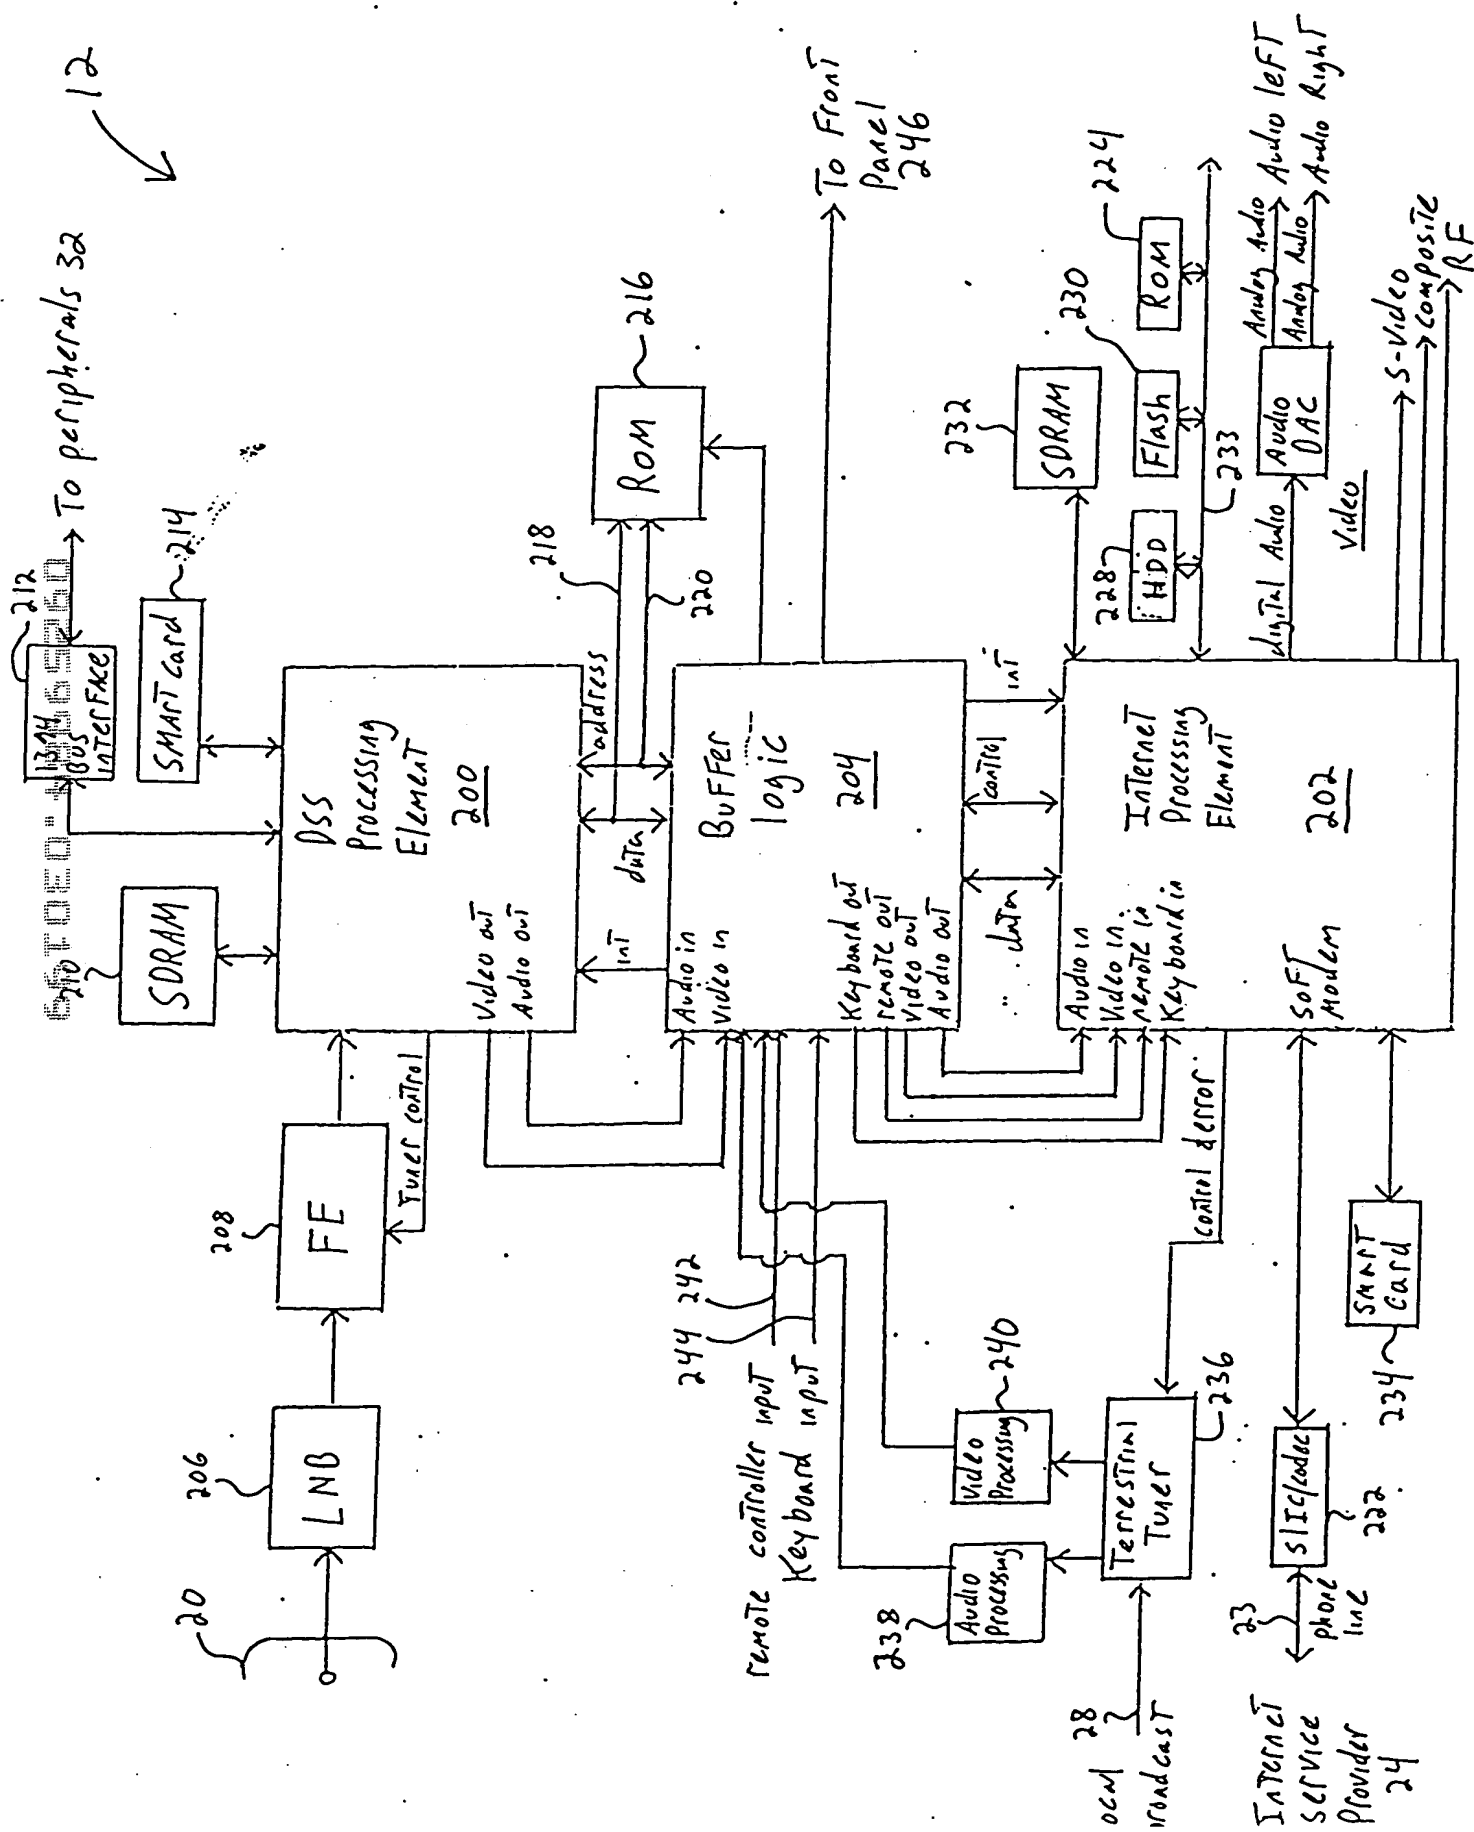 12
To peripherals 32
212
1394
BUS
InterFace
SMART Card
214
210
SDRAM
DSS
Processing
Element
200
Video out
Audio out
208
FE
Tuner control
206
LNB
20
address
data
int
218
220
216
ROM
Audio in
Video in
Buffer
logic
204
Keyboard out
remote out
Video out
Audio out
To Front
Panel
246
242
244
remote controller input
Keyboard input
int
control
data
Audio in
Video in
remote in
Keyboard in
Internet
Processing
Element
202
SOFT
Modem
232
SDRAM
228
HDD
230
Flash
224
ROM
233
digital Audio
Audio
DAC
Analog Audio
Audio left
Analog Audio
Audio Right
Video
S-Video
composite
RF
control & error
240
Video
Processing
238
Audio
Processing
Terrestrial
Tuner
236
28
SMART
Card
234
SLIC/codec
222
23
phone
line
Internet
Service
Provider
24